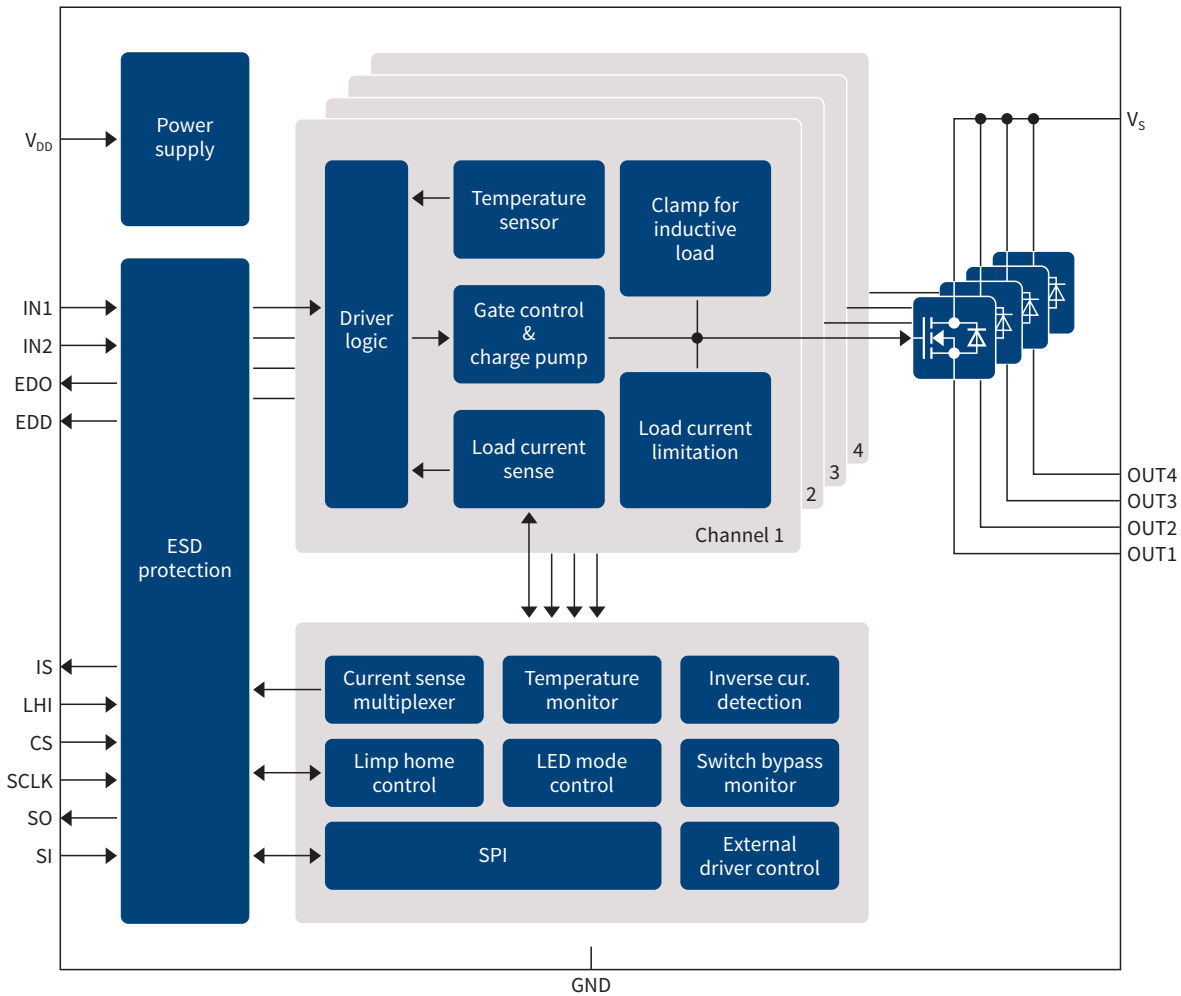 Power
supply
V_DD
V_S
Temperature
sensor
Clamp for
inductive
load
Driver
logic
Gate control
&
charge pump
Load current
sense
Load current
limitation
Channel 1
2
3
4
IN1
IN2
EDO
EDD
ESD
protection
OUT4
OUT3
OUT2
OUT1
IS
LHI
CS
SCLK
SO
SI
Current sense
multiplexer
Temperature
monitor
Inverse cur.
detection
Limp home
control
LED mode
control
Switch bypass
monitor
SPI
External
driver control
GND